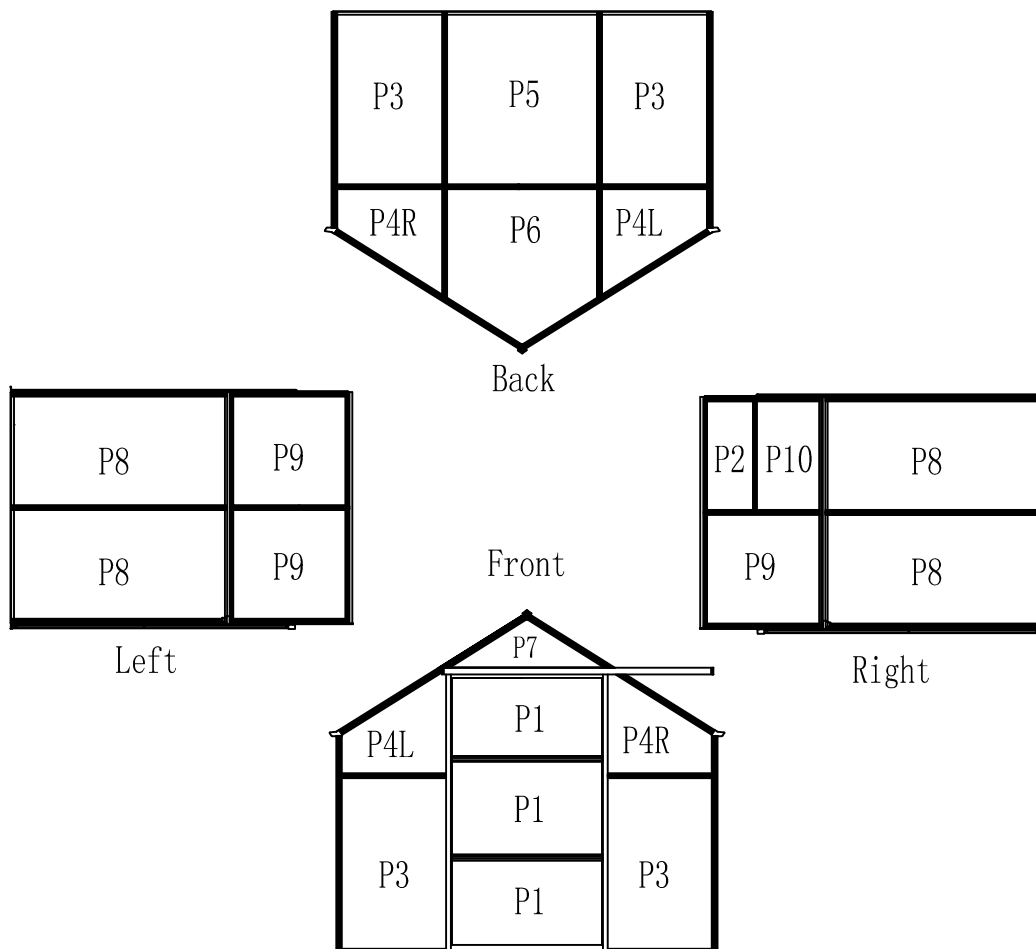 P3 P5 P3
P4R P6 P4L
Back
P8 P9
P8 P9
Left
P2 P10 P8
P9 P8
Right
Front
P7
P4L P1 P4R
P1
P3 P1 P3